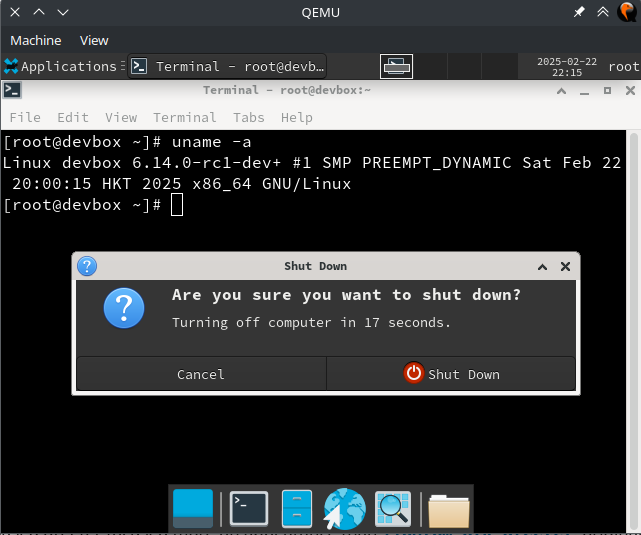 QEMU
Machine View
Applications Terminal - root@devb… 2025-02-22 root
22:15
Terminal - root@devbox:~
File Edit View Terminal Tabs Help
[root@devbox ~]# uname -a
Linux devbox 6.14.0-rc1-dev+ #1 SMP PREEMPT_DYNAMIC Sat Feb 22
20:00:15 HKT 2025 x86_64 GNU/Linux
[root@devbox ~]#
Shut Down
Are you sure you want to shut down?
Turning off computer in 17 seconds.
Cancel Shut Down